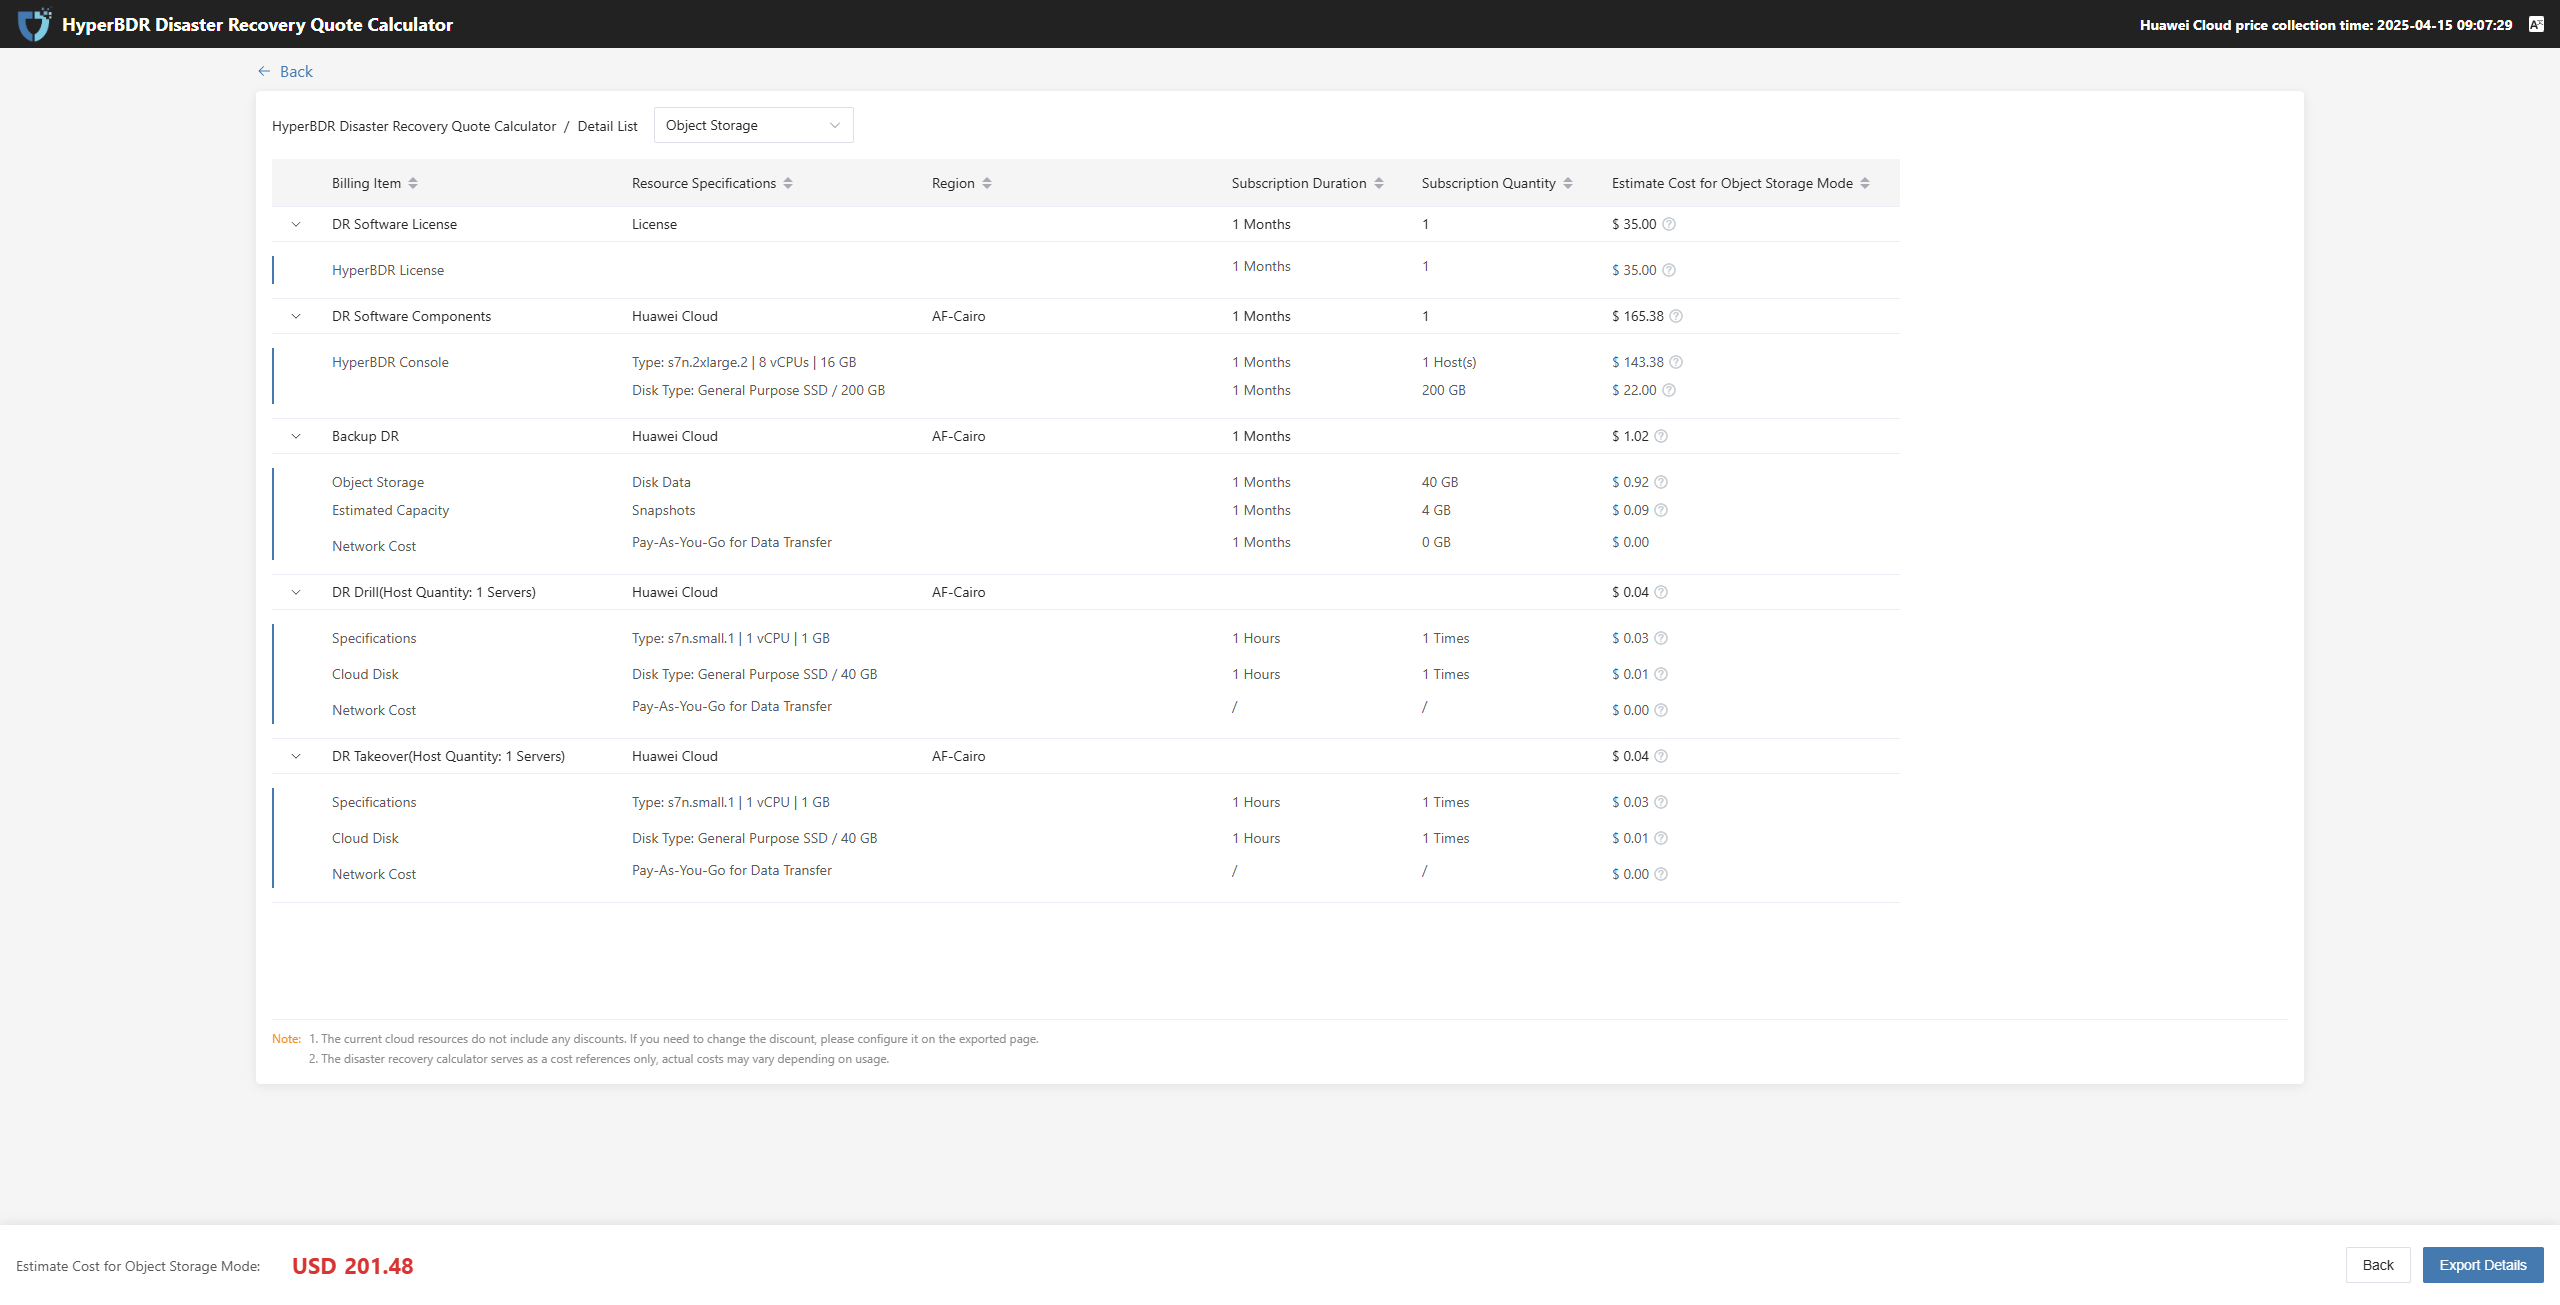 HyperBDR Disaster Recovery Quote Calculator
Huawei Cloud price collection time: 2025-04-15 09:07:29
Back
HyperBDR Disaster Recovery Quote Calculator / Detail List Object Storage
Billing Item Resource Specifications Region Subscription Duration Subscription Quantity Estimate Cost for Object Storage Mode
DR Software License License 1 Months 1 $ 35.00
HyperBDR License 1 Months 1 $ 35.00
DR Software Components Huawei Cloud AF-Cairo 1 Months 1 $ 165.38
HyperBDR Console Type: s7n.2xlarge.2 | 8 vCPUs | 16 GB 1 Months 1 Host(s) $ 143.38
Disk Type: General Purpose SSD / 200 GB 1 Months 200 GB $ 22.00
Backup DR Huawei Cloud AF-Cairo 1 Months $ 1.02
Object Storage Disk Data 1 Months 40 GB $ 0.92
Estimated Capacity Snapshots 1 Months 4 GB $ 0.09
Network Cost Pay-As-You-Go for Data Transfer 1 Months 0 GB $ 0.00
DR Drill(Host Quantity: 1 Servers) Huawei Cloud AF-Cairo $ 0.04
Specifications Type: s7n.small.1 | 1 vCPU | 1 GB 1 Hours 1 Times $ 0.03
Cloud Disk Disk Type: General Purpose SSD / 40 GB 1 Hours 1 Times $ 0.01
Network Cost Pay-As-You-Go for Data Transfer / / $ 0.00
DR Takeover(Host Quantity: 1 Servers) Huawei Cloud AF-Cairo $ 0.04
Specifications Type: s7n.small.1 | 1 vCPU | 1 GB 1 Hours 1 Times $ 0.03
Cloud Disk Disk Type: General Purpose SSD / 40 GB 1 Hours 1 Times $ 0.01
Network Cost Pay-As-You-Go for Data Transfer / / $ 0.00
Note: 1. The current cloud resources do not include any discounts. If you need to change the discount, please configure it on the exported page.
2. The disaster recovery calculator serves as a cost references only, actual costs may vary depending on usage.
Estimate Cost for Object Storage Mode: USD 201.48
Back Export Details